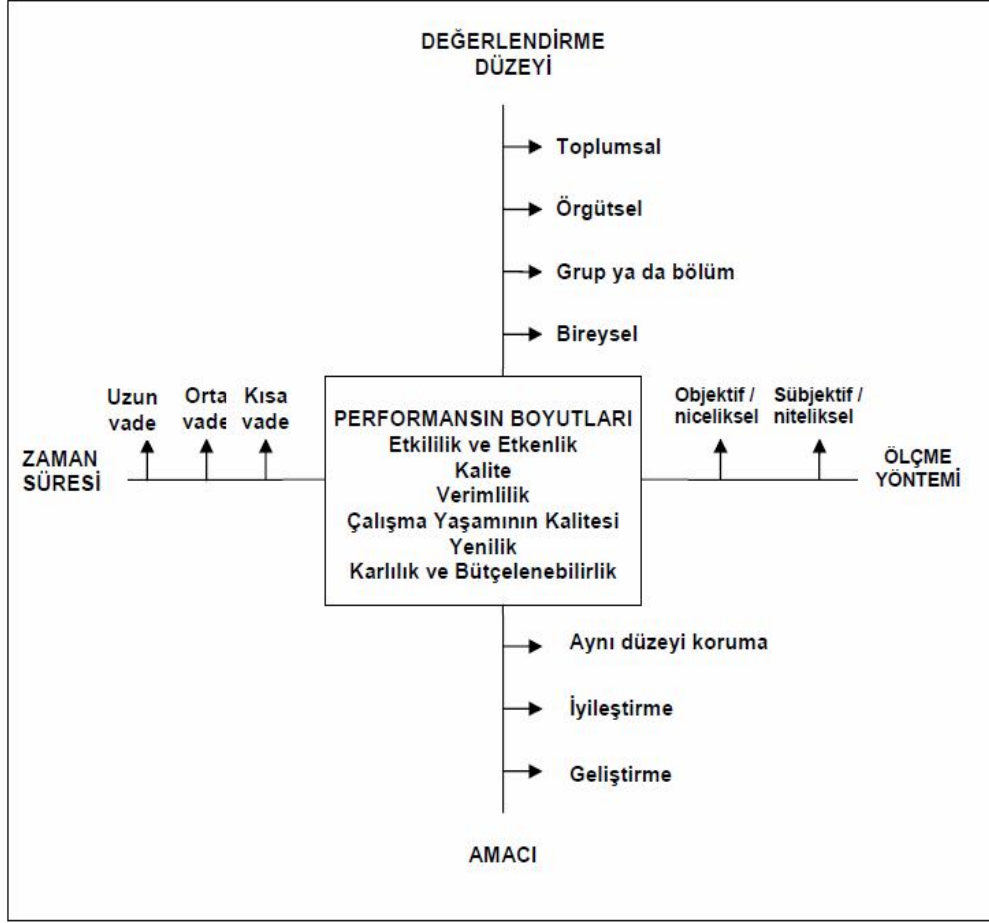 DEĞERLENDİRME
DÜZEYİ
Toplumsal
Örgütsel
Grup ya da bölüm
Bireysel
Uzun
vade
Orta
vade
Kısa
vade
ZAMAN
SÜRESİ
PERFORMANSIN BOYUTLARI
Etkililik ve Etkenlik
Kalite
Verimlilik
Çalışma Yaşamının Kalitesi
Yenilik
Karlılık ve Bütçelenebilirlik
Objektif /
niceliksel
Sübjektif /
niteliksel
ÖLÇME
YÖNTEMİ
Aynı düzeyi koruma
İyileştirme
Geliştirme
AMACI